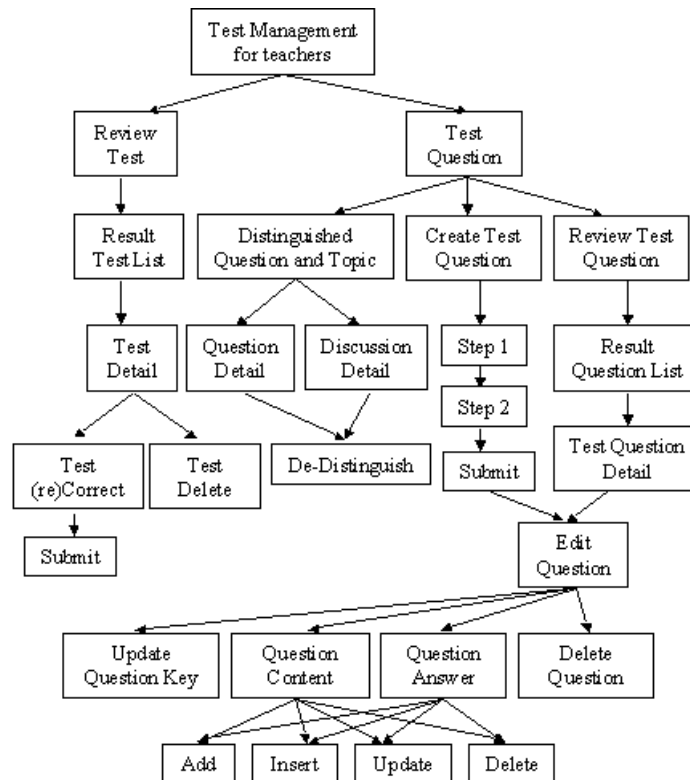 Test Management
for teachers
Review
Test
Test
Question
Result
Test List
Distinguished
Question and Topic
Create Test
Question
Review Test
Question
Test
Detail
Question
Detail
Discussion
Detail
Step 1
Result
Question List
Step 2
Test
(re)Correct
Test
Delete
De-Distinguish
Submit
Test Question
Detail
Submit
Edit
Question
Update
Question Key
Question
Content
Question
Answer
Delete
Question
Add
Insert
Update
Delete